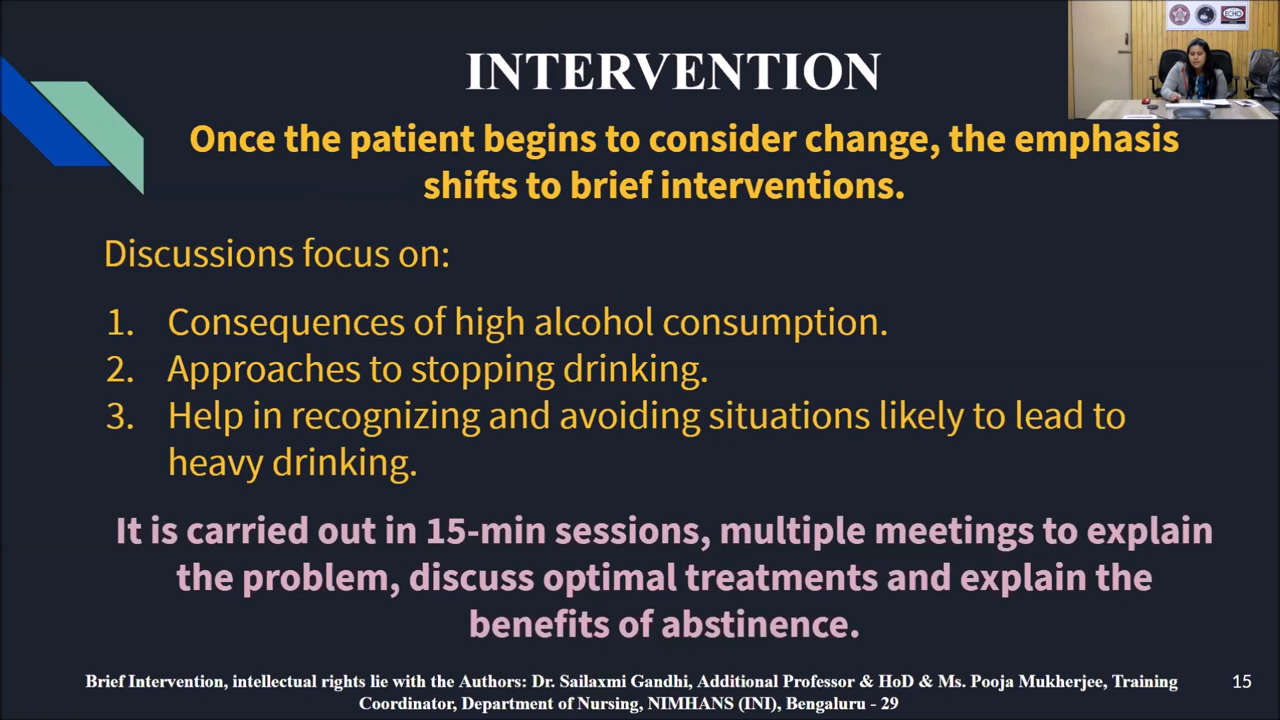 INTERVENTION
Once the patient begins to consider change, the emphasis
shifts to brief interventions.
Discussions focus on:
1. Consequences of high alcohol consumption.
2. Approaches to stopping drinking.
3. Help in recognizing and avoiding situations likely to lead to
heavy drinking.
It is carried out in 15-min sessions, multiple meetings to explain
the problem, discuss optimal treatments and explain the
benefits of abstinence.
Brief Intervention, intellectual rights lie with the Authors: Dr. Sailaxmi Gandhi, Additional Professor & HoD & Ms. Pooja Mukherjee, Training
Coordinator, Department of Nursing, NIMHANS (INI), Bengaluru - 29
15